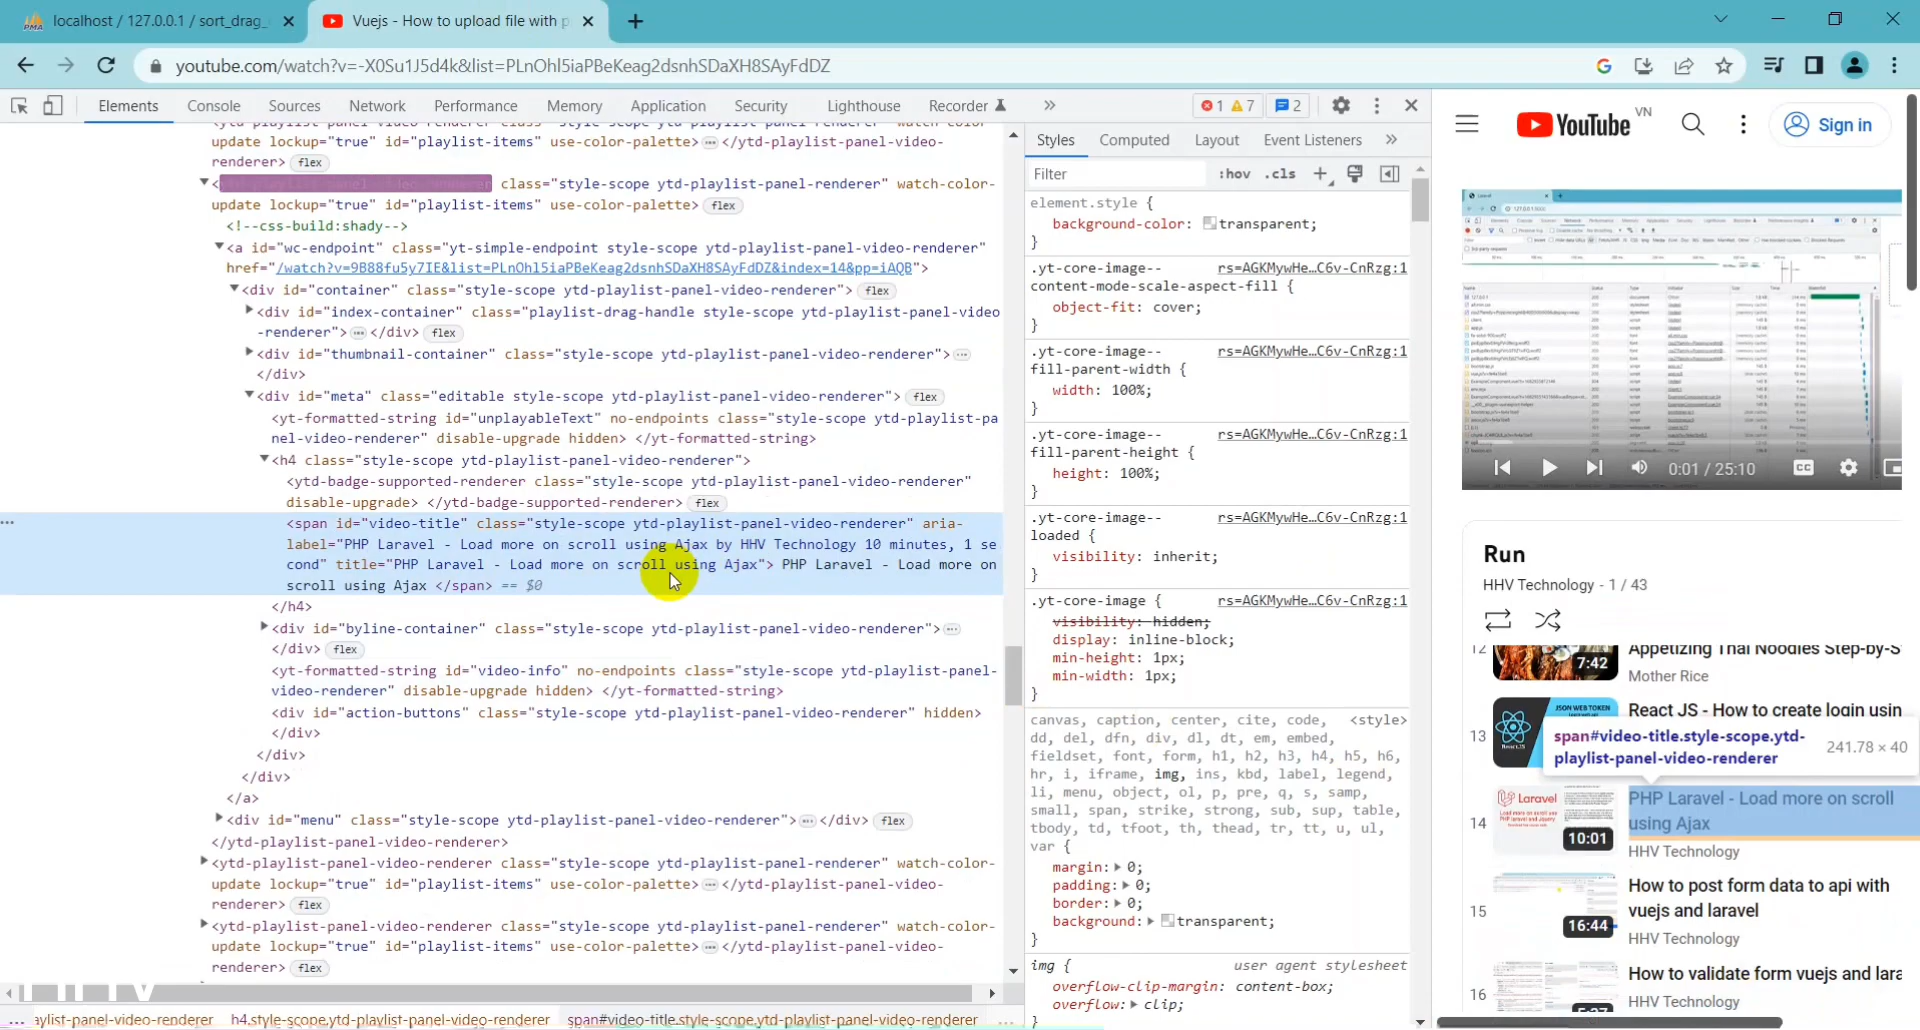 localhost / 127.0.0.1 / sort_drag_
Vuejs - How to upload file with p
youtube.com/watch?v=-X0Su1J5d4k&list=PLnOhl5iaPBeKeag2dsnhSDaXH8SAyFdDZ
Elements
Console
Sources
Network
Performance
Memory
Application
Security
Lighthouse
Recorder
1
7
2
update lockup="true" id="playlist-items" use-color-palette> </ytd-playlist-panel-video-
renderer> flex
class="style-scope ytd-playlist-panel-renderer" watch-color-
update lockup="true" id="playlist-items" use-color-palette> flex
<!--css-build:shady-->
<a id="wc-endpoint" class="yt-simple-endpoint style-scope ytd-playlist-panel-video-renderer"
href="/watch?v=9B88fu5y7IE&list=PLnOhl5iaPBeKeag2dsnhSDaXH8SAyFdDZ&index=14&pp=iAQB">
<div id="container" class="style-scope ytd-playlist-panel-video-renderer"> flex
<div id="index-container" class="playlist-drag-handle style-scope ytd-playlist-panel-video
-renderer"> </div> flex
<div id="thumbnail-container" class="style-scope ytd-playlist-panel-video-renderer">
</div>
<div id="meta" class="editable style-scope ytd-playlist-panel-video-renderer"> flex
<yt-formatted-string id="unplayableText" no-endpoints class="style-scope ytd-playlist-pa
nel-video-renderer" disable-upgrade hidden> </yt-formatted-string>
<h4 class="style-scope ytd-playlist-panel-video-renderer">
<ytd-badge-supported-renderer class="style-scope ytd-playlist-panel-video-renderer"
disable-upgrade> </ytd-badge-supported-renderer> flex
<span id="video-title" class="style-scope ytd-playlist-panel-video-renderer" aria-
label="PHP Laravel - Load more on scroll using Ajax by HHV Technology 10 minutes, 1 se
cond" title="PHP Laravel - Load more on scroll using Ajax"> PHP Laravel - Load more on
scroll using Ajax </span> == $0
</h4>
<div id="byline-container" class="style-scope ytd-playlist-panel-video-renderer">
</div> flex
<yt-formatted-string id="video-info" no-endpoints class="style-scope ytd-playlist-panel-
video-renderer" disable-upgrade hidden> </yt-formatted-string>
<div id="action-buttons" class="style-scope ytd-playlist-panel-video-renderer" hidden>
</div>
</div>
</div>
</a>
<div id="menu" class="style-scope ytd-playlist-panel-video-renderer"> </div> flex
</ytd-playlist-panel-video-renderer>
<ytd-playlist-panel-video-renderer class="style-scope ytd-playlist-panel-renderer" watch-color-
update lockup="true" id="playlist-items" use-color-palette> </ytd-playlist-panel-video-
renderer> flex
<ytd-playlist-panel-video-renderer class="style-scope ytd-playlist-panel-renderer" watch-color-
update lockup="true" id="playlist-items" use-color-palette> </ytd-playlist-panel-video-
renderer> flex
aylist-panel-video-renderer h4.style-scope.ytd-playlist-panel-video-renderer span#video-title.style-scope.ytd-playlist-panel-video-renderer
Styles
Computed
Layout
Event Listeners
Filter
:hov .cls
element.style {
background-color: transparent;
}
.yt-core-image-- rs=AGKMywHe…C6v-CnRzg:1
content-mode-scale-aspect-fill {
object-fit: cover;
}
.yt-core-image-- rs=AGKMywHe…C6v-CnRzg:1
fill-parent-width {
width: 100%;
}
.yt-core-image-- rs=AGKMywHe…C6v-CnRzg:1
fill-parent-height {
height: 100%;
}
.yt-core-image-- rs=AGKMywHe…C6v-CnRzg:1
loaded {
visibility: inherit;
}
.yt-core-image { rs=AGKMywHe…C6v-CnRzg:1
visibility: hidden;
display: inline-block;
min-height: 1px;
min-width: 1px;
}
canvas, caption, center, cite, code, <style>
dd, del, dfn, div, dl, dt, em, embed,
fieldset, font, form, h1, h2, h3, h4, h5, h6,
hr, i, iframe, img, ins, kbd, label, legend,
li, menu, object, ol, p, pre, q, s, samp,
small, span, strike, strong, sub, sup, table,
tbody, td, tfoot, th, thead, tr, tt, u, ul,
var {
margin: 0;
padding: 0;
border: 0;
background: transparent;
}
img { user agent stylesheet
overflow-clip-margin: content-box;
overflow: clip;
}
YouTube VN
Sign in
0:01 / 25:10
CC
Run
HHV Technology - 1 / 43
12
7:42
Appetizing Thai Noodles Step-by-S
Mother Rice
13
JSON WEB TOKEN
React JS - How to create login usin
span#video-title.style-scope.ytd-
playlist-panel-video-renderer
241.78 × 40
14
Laravel
10:01
PHP Laravel - Load more on scroll
using Ajax
HHV Technology
15
16:44
How to post form data to api with
vuejs and laravel
HHV Technology
16
How to validate form vuejs and lara
HHV Technology